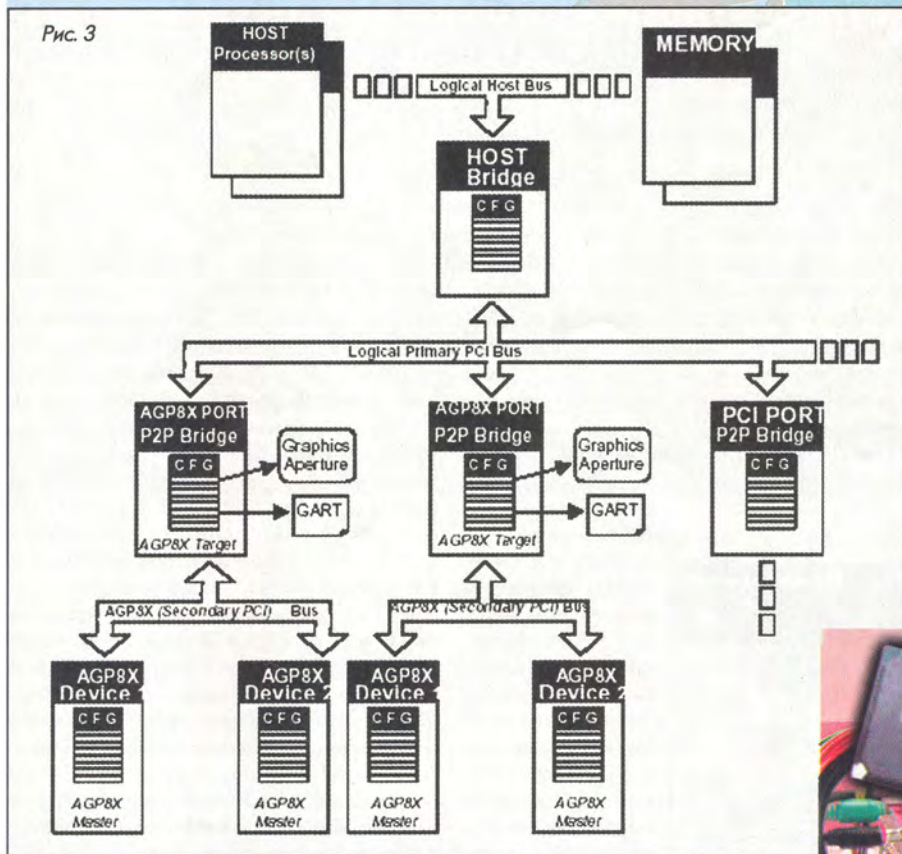 Рис. 3
HOST
Processor(s)
MEMORY
Logical Host Bus
HOST
Bridge
CFG
Logical Primary PCI Bus
AGP8X PORT
P2P Bridge
CFG
AGP8X Target
Graphics
Aperture
GART
AGP8X PORT
P2P Bridge
CFG
AGP8X Target
Graphics
Aperture
GART
PCI PORT
P2P Bridge
CFG
AGP8X (Secondary PCI) Bus
AGP8X (Secondary PCI) Bus
AGP8X
Device 1
CFG
AGP8X
Master
AGP8X
Device 2
CFG
AGP8X
Master
AGP8X
Device 1
CFG
AGP8X
Master
AGP8X
Device 2
CFG
AGP8X
Master